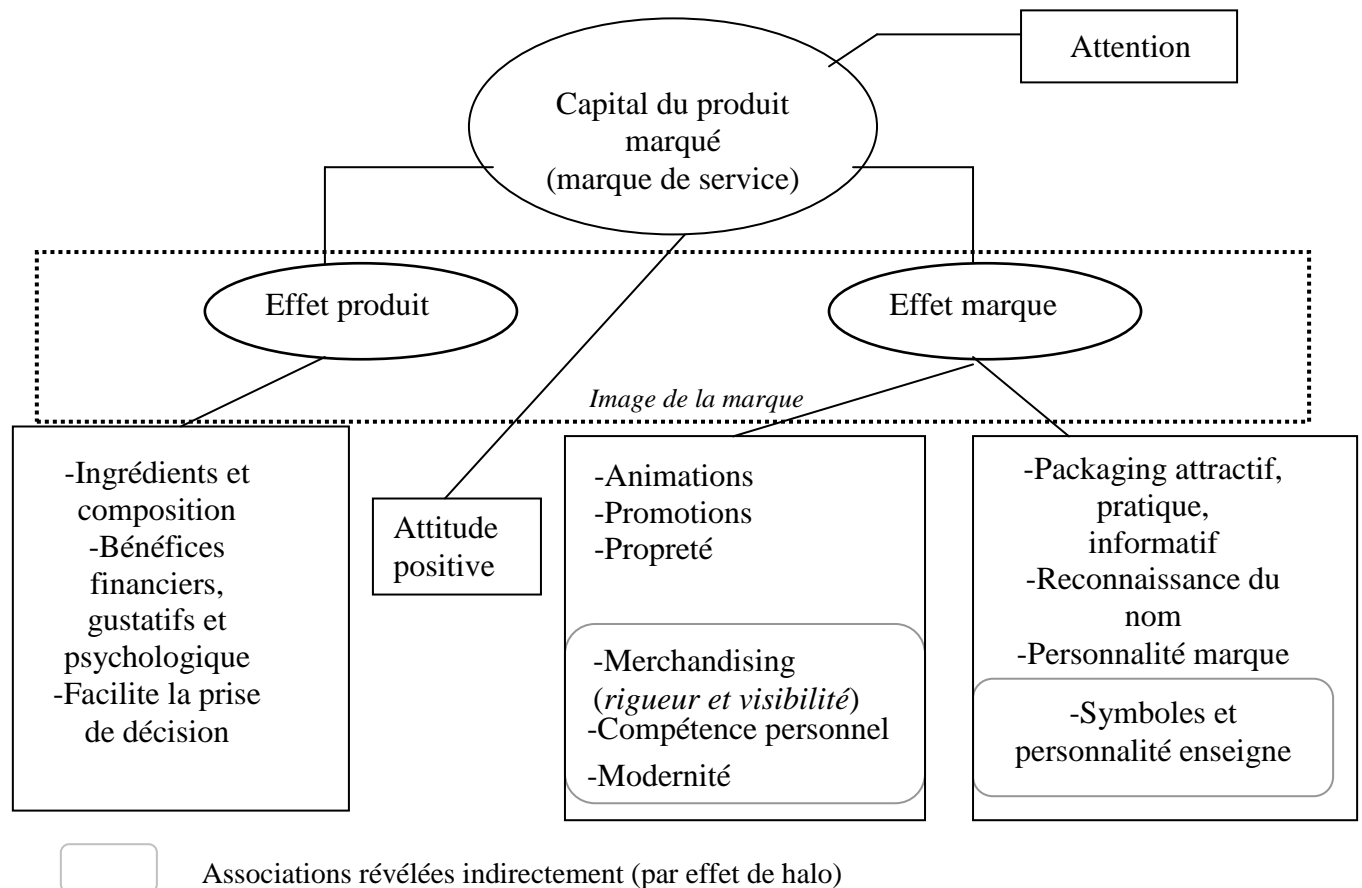 Attention
Capital du produit
marqué
(marque de service)
Effet produit
Effet marque
Image de la marque
-Ingrédients et
composition
-Bénéfices
financiers,
gustatifs et
psychologique
-Facilite la prise
de décision
Attitude
positive
-Animations
-Promotions
-Propreté
-Merchandising
(rigueur et visibilité)
-Compétence personnel
-Modernité
-Packaging attractif,
pratique,
informatif
-Reconnaissance du
nom
-Personnalité marque
-Symboles et
personnalité enseigne
Associations révélées indirectement (par effet de halo)